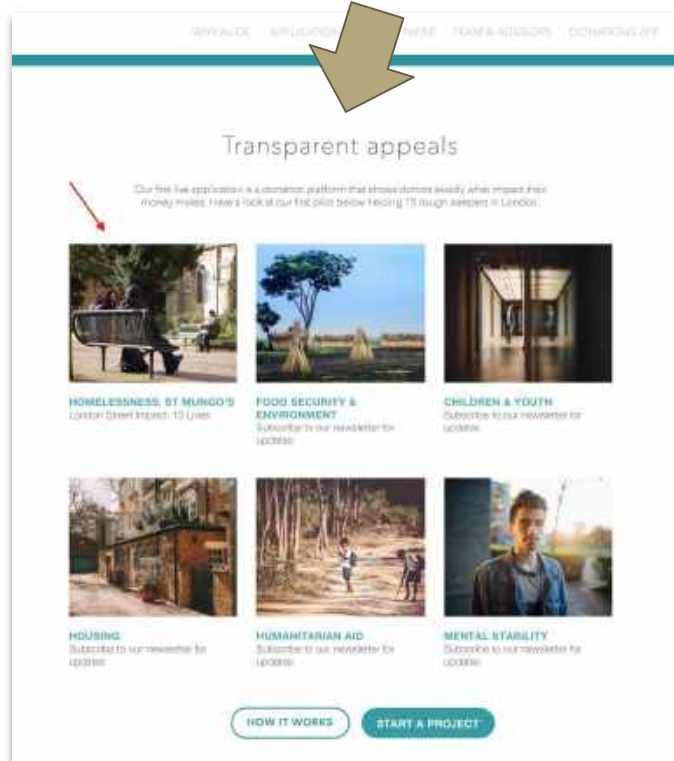 WHY ALICE APPLICATION TEAM & ADVISORS DONATIONS APP
Transparent appeals
Our first live application is a donation platform that shows donors exactly what impact their
money makes. Have a look at our first pilot below helping 15 rough sleepers in London.
HOMELESSNESS: ST MUNGO'S
London Street Impact: 15 Lives
FOOD SECURITY &
ENVIRONMENT
Subscribe to our newsletter for
updates
CHILDREN & YOUTH
Subscribe to our newsletter for
updates
HOUSING
Subscribe to our newsletter for
updates
HUMANITARIAN AID
Subscribe to our newsletter for
updates
MENTAL STABILITY
Subscribe to our newsletter for
updates
HOW IT WORKS
START A PROJECT